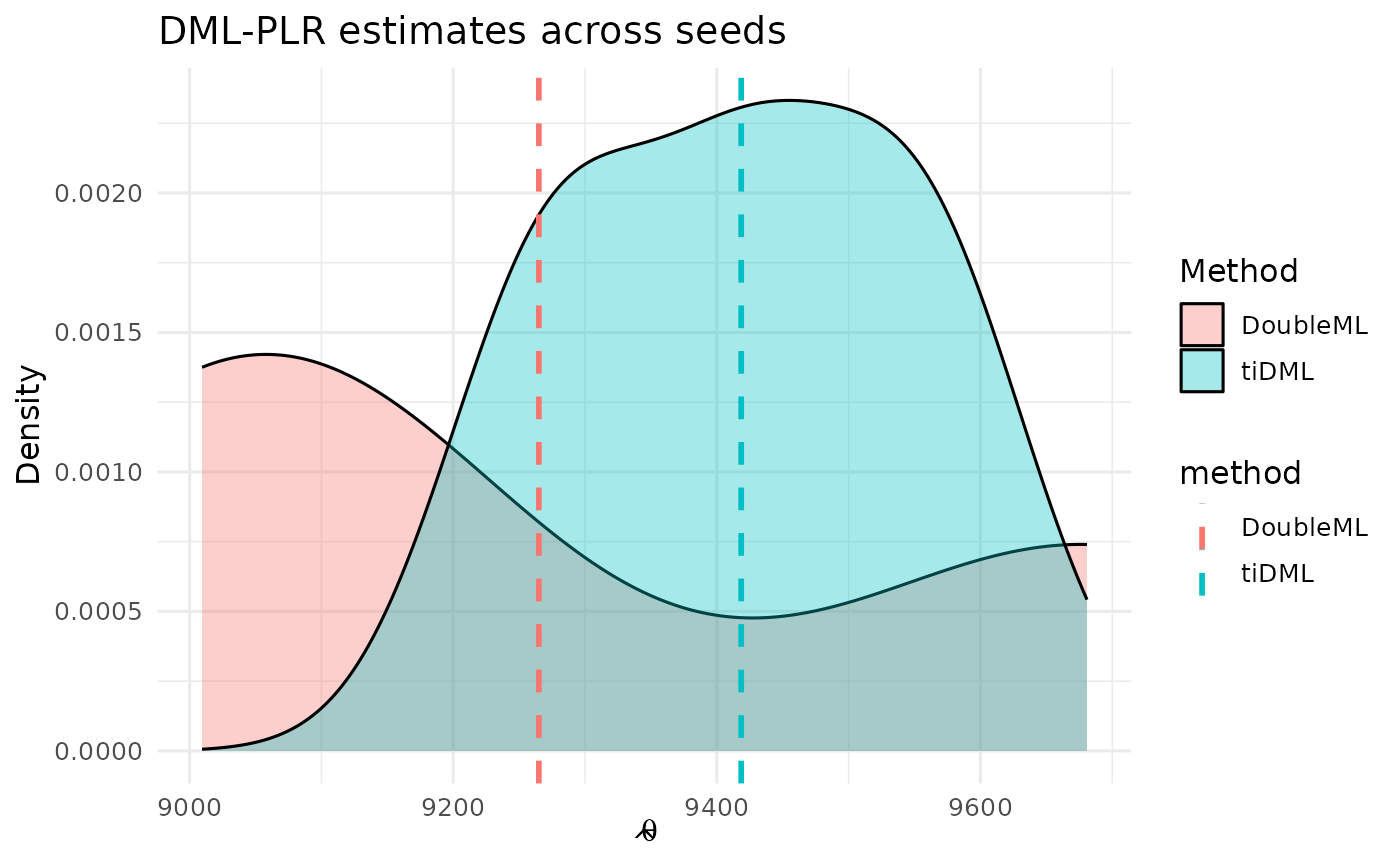 DML-PLR estimates across seeds
Density
0.0020
0.0015
0.0010
0.0005
0.0000
9000 9200 9400 9600
θ̂
Method
DoubleML
tiDML
method
DoubleML
tiDML